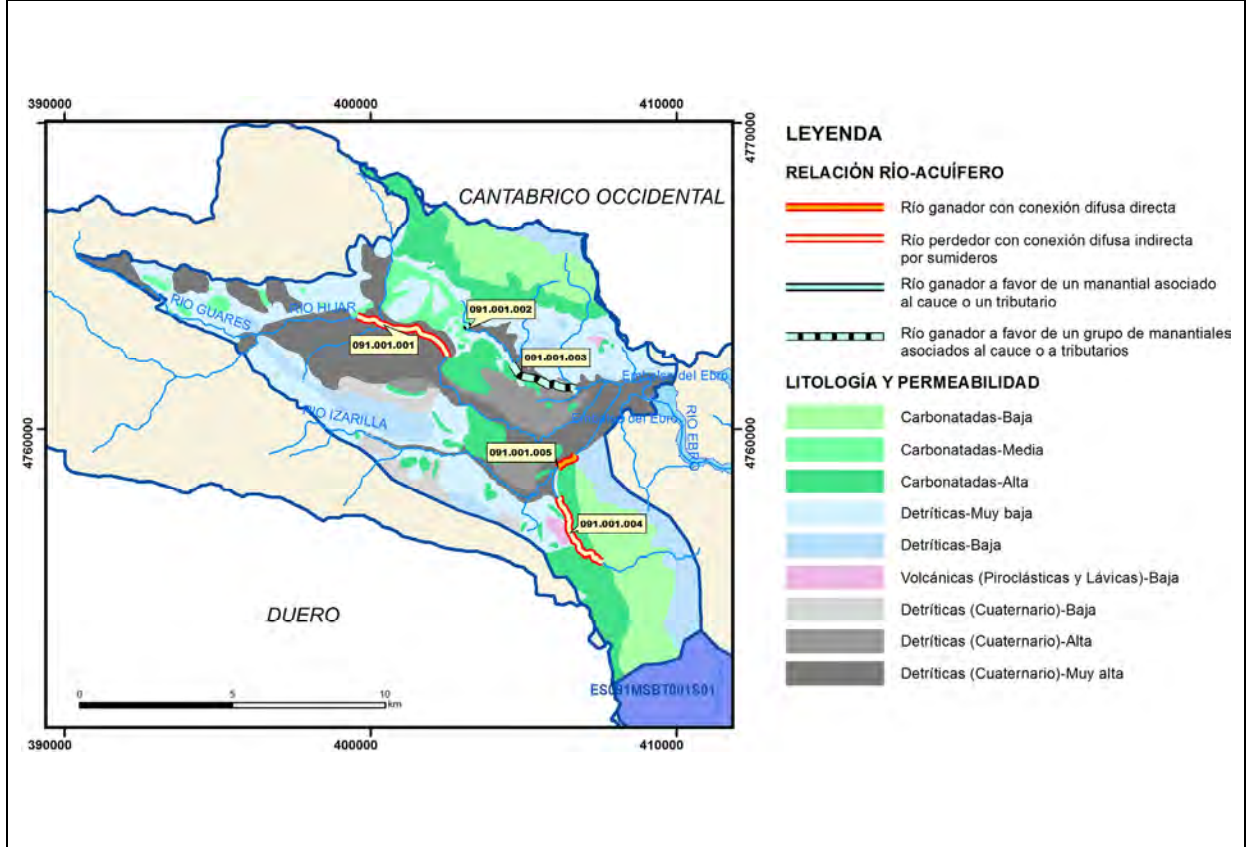 390000
400000
410000
4770000
4770000
CANTABRICO OCCIDENTAL
RIO GUARES
RIO HIJAR
091.001.002
091.001.001
091.001.003
Embalse del Ebro
Embalse del Ebro
RIO EBRO
RIO IZARILLA
4760000
4760000
091.001.005
091.001.004
DUERO
ES091MSBT001S01
0
5
10
km
390000
400000
410000
LEYENDA
RELACIÓN RÍO-ACUÍFERO
Río ganador con conexión difusa directa
Río perdedor con conexión difusa indirecta
por sumideros
Río ganador a favor de un manantial asociado
al cauce o un tributario
Río ganador a favor de un grupo de manantiales
asociados al cauce o a tributarios
LITOLOGÍA Y PERMEABILIDAD
Carbonatadas-Baja
Carbonatadas-Media
Carbonatadas-Alta
Detríticas-Muy baja
Detríticas-Baja
Volcánicas (Piroclásticas y Lávicas)-Baja
Detríticas (Cuaternario)-Baja
Detríticas (Cuaternario)-Alta
Detríticas (Cuaternario)-Muy alta